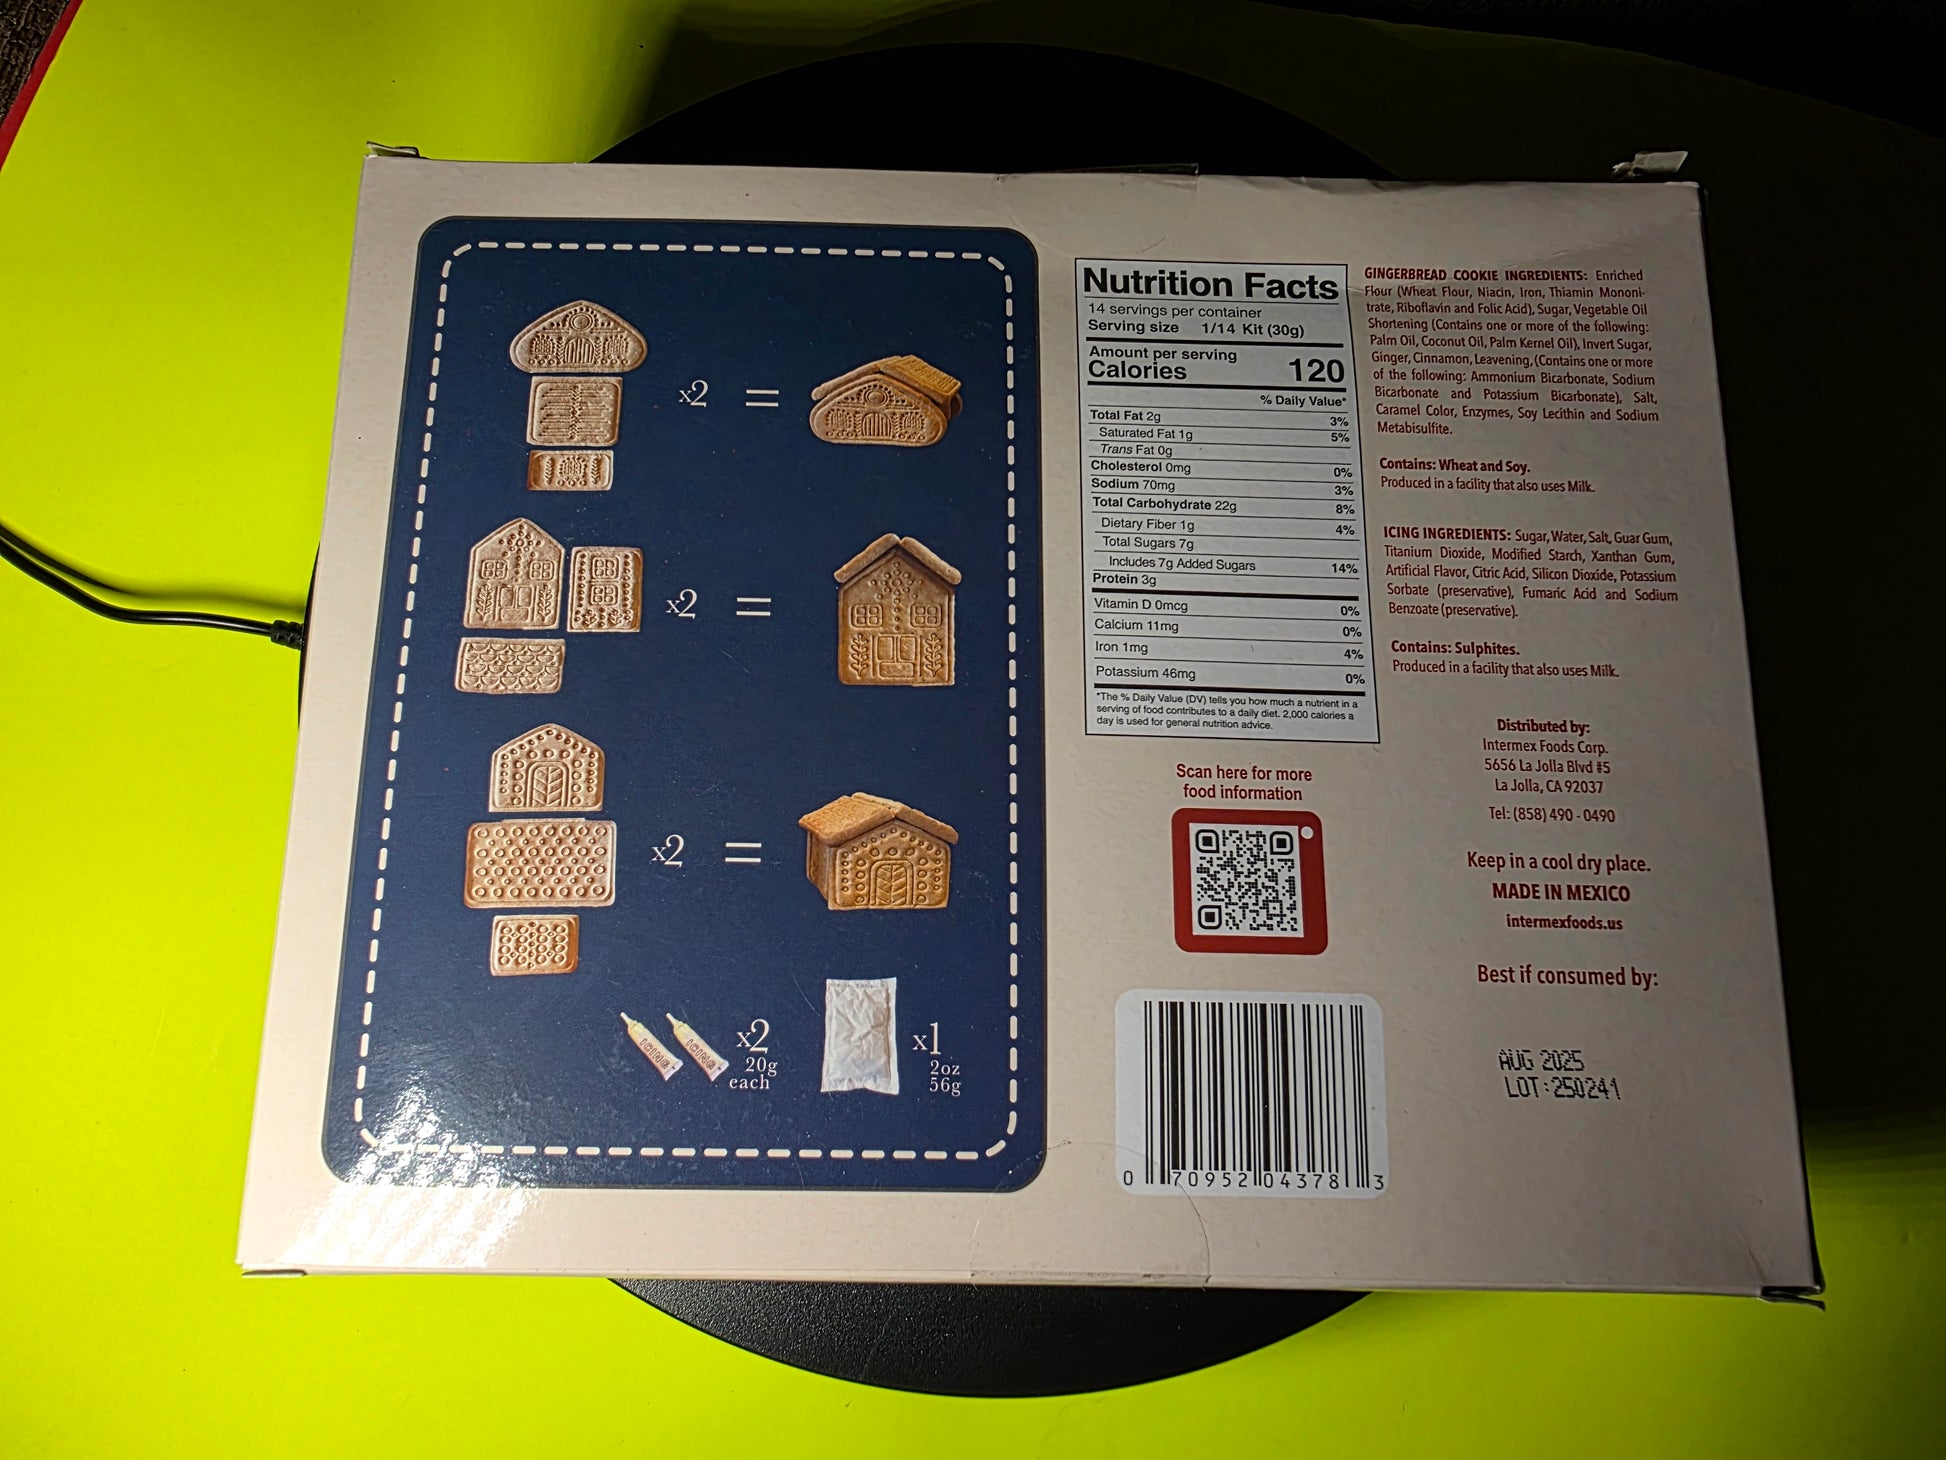 x2 =
x2 =
x2 =
ICING
ICING
x2
20g
each
x1
2oz
56g
Nutrition Facts
14 servings per container
Serving size 1/14 Kit (30g)
Amount per serving
Calories 120
% Daily Value*
Total Fat 2g 3%
Saturated Fat 1g 5%
Trans Fat 0g
Cholesterol 0mg 0%
Sodium 70mg 3%
Total Carbohydrate 22g 8%
Dietary Fiber 1g 4%
Total Sugars 7g
Includes 7g Added Sugars 14%
Protein 3g
Vitamin D 0mcg 0%
Calcium 11mg 0%
Iron 1mg 4%
Potassium 46mg 0%
*The % Daily Value (DV) tells you how much a nutrient in a
serving of food contributes to a daily diet. 2,000 calories a
day is used for general nutrition advice.
Scan here for more
food information
0 70952 04378 3
GINGERBREAD COOKIE INGREDIENTS: Enriched
Flour (Wheat Flour, Niacin, Iron, Thiamin Mononi-
trate, Riboflavin and Folic Acid), Sugar, Vegetable Oil
Shortening (Contains one or more of the following:
Palm Oil, Coconut Oil, Palm Kernel Oil), Invert Sugar,
Ginger, Cinnamon, Leavening, (Contains one or more
of the following: Ammonium Bicarbonate, Sodium
Bicarbonate and Potassium Bicarbonate), Salt,
Caramel Color, Enzymes, Soy Lecithin and Sodium
Metabisulfite.
Contains: Wheat and Soy.
Produced in a facility that also uses Milk.
ICING INGREDIENTS: Sugar, Water, Salt, Guar Gum,
Titanium Dioxide, Modified Starch, Xanthan Gum,
Artificial Flavor, Citric Acid, Silicon Dioxide, Potassium
Sorbate (preservative), Fumaric Acid and Sodium
Benzoate (preservative).
Contains: Sulphites.
Produced in a facility that also uses Milk.
Distributed by:
Intermex Foods Corp.
5656 La Jolla Blvd #5
La Jolla, CA 92037
Tel: (858) 490 - 0490
Keep in a cool dry place.
MADE IN MEXICO
intermexfoods.us
Best if consumed by:
AUG 2025
LOT:250241